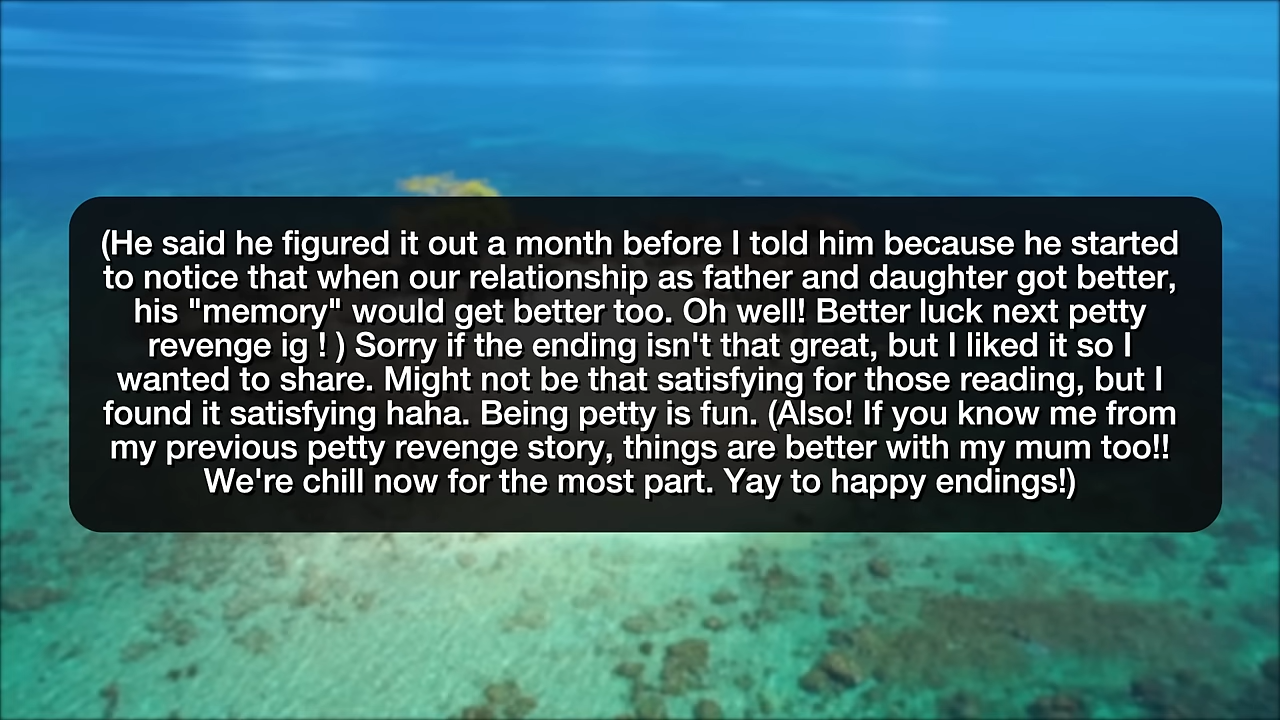 (He said he figured it out a month before I told him because he started
to notice that when our relationship as father and daughter got better,
his "memory" would get better too. Oh well! Better luck next petty
revenge ig ! ) Sorry if the ending isn't that great, but I liked it so I
wanted to share. Might not be that satisfying for those reading, but I
found it satisfying haha. Being petty is fun. (Also! If you know me from
my previous petty revenge story, things are better with my mum too!!
We're chill now for the most part. Yay to happy endings!)